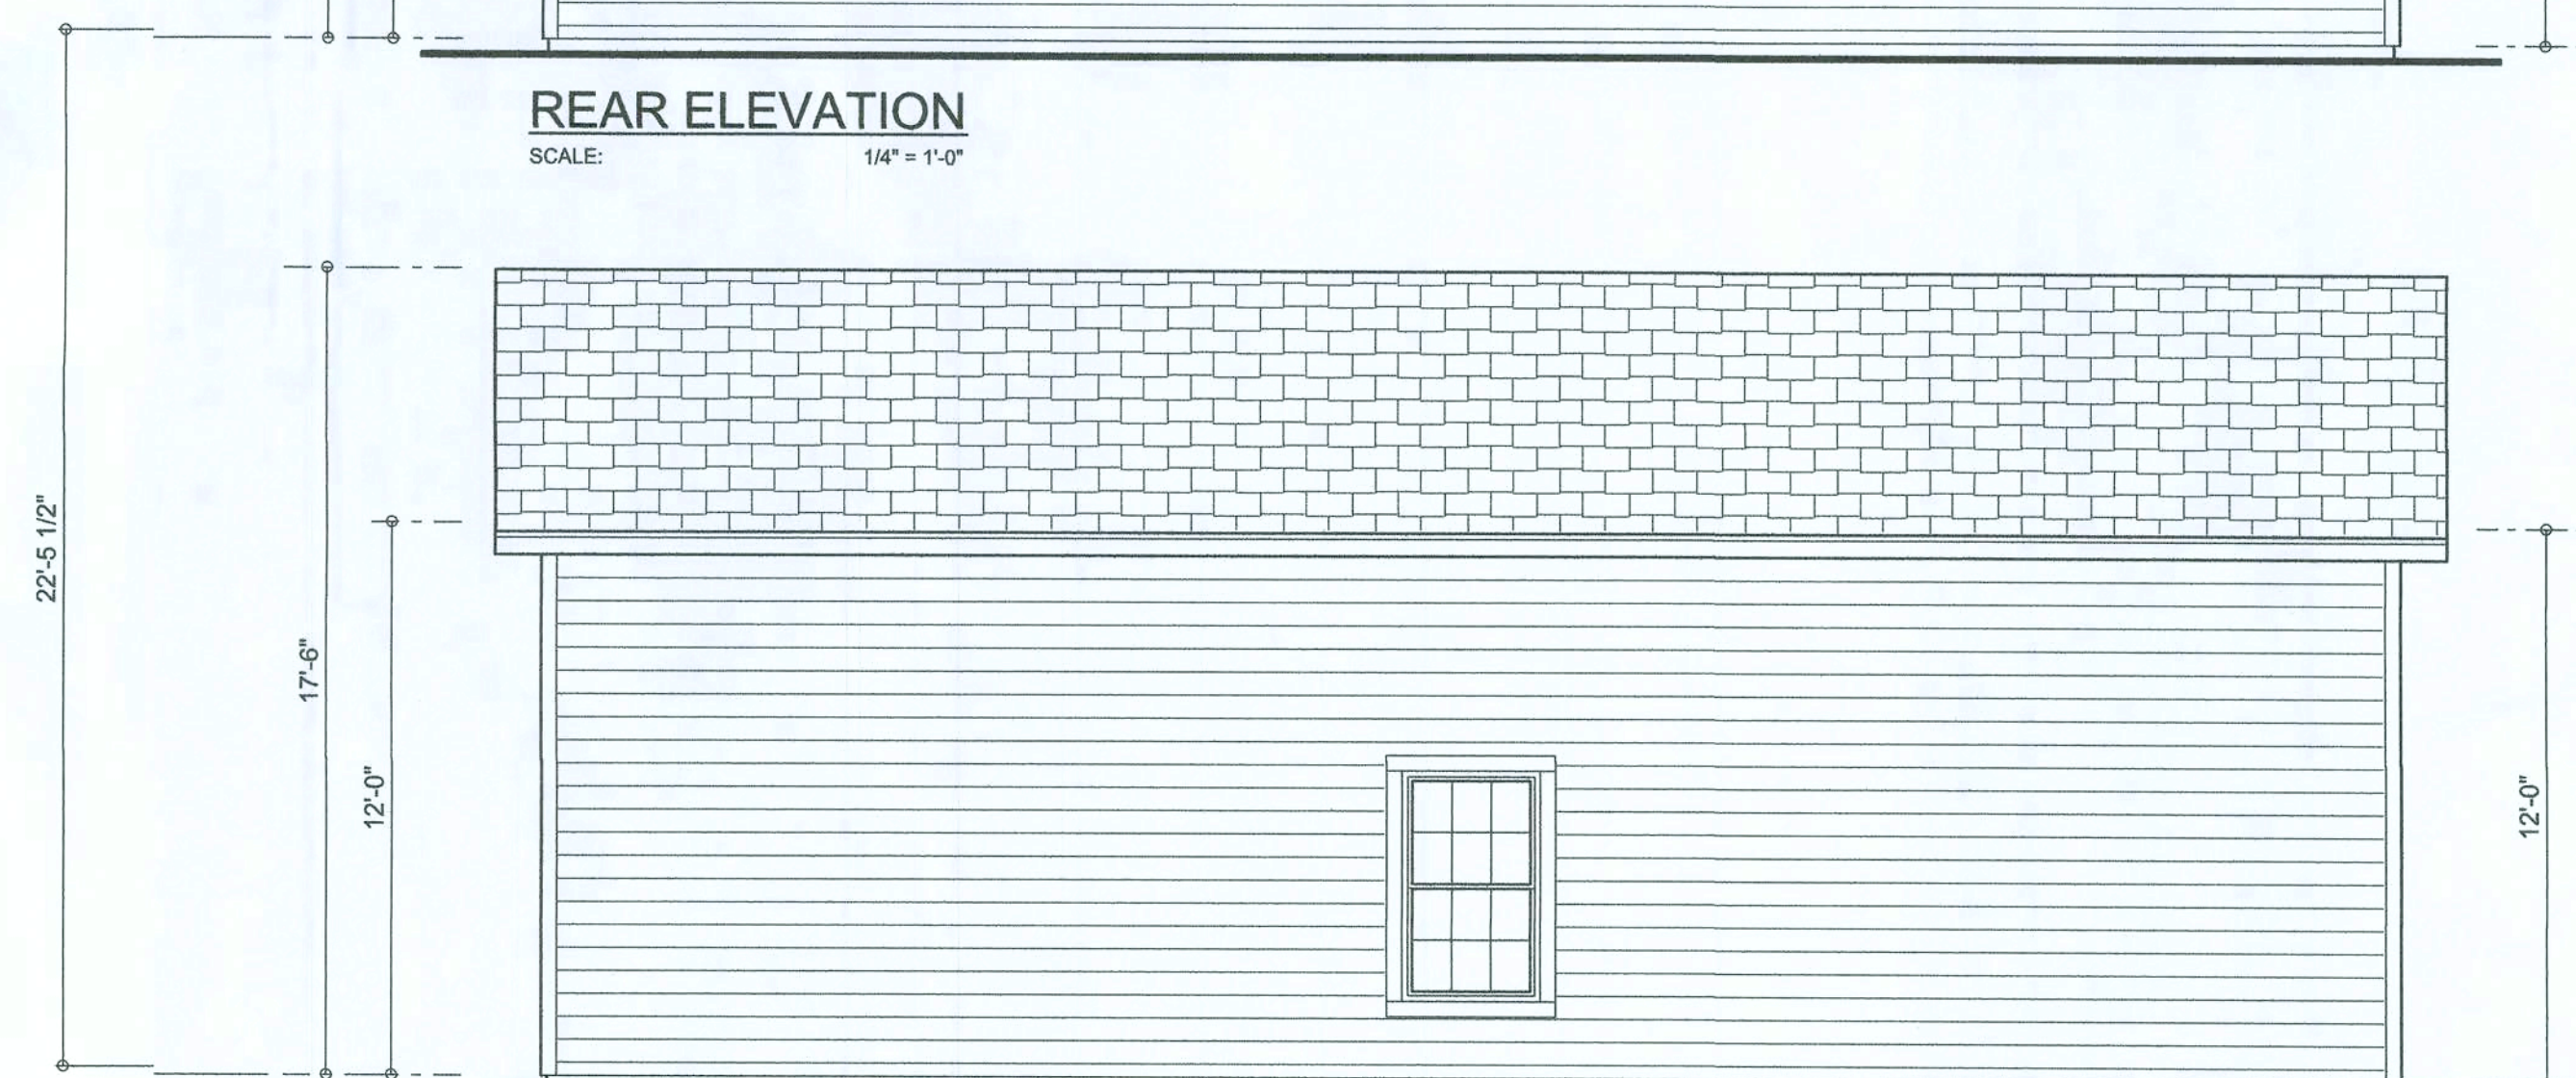 REAR ELEVATION
SCALE: 1/4" = 1'-0"
22'-5 1/2"
17'-6"
12'-0"
12'-0"